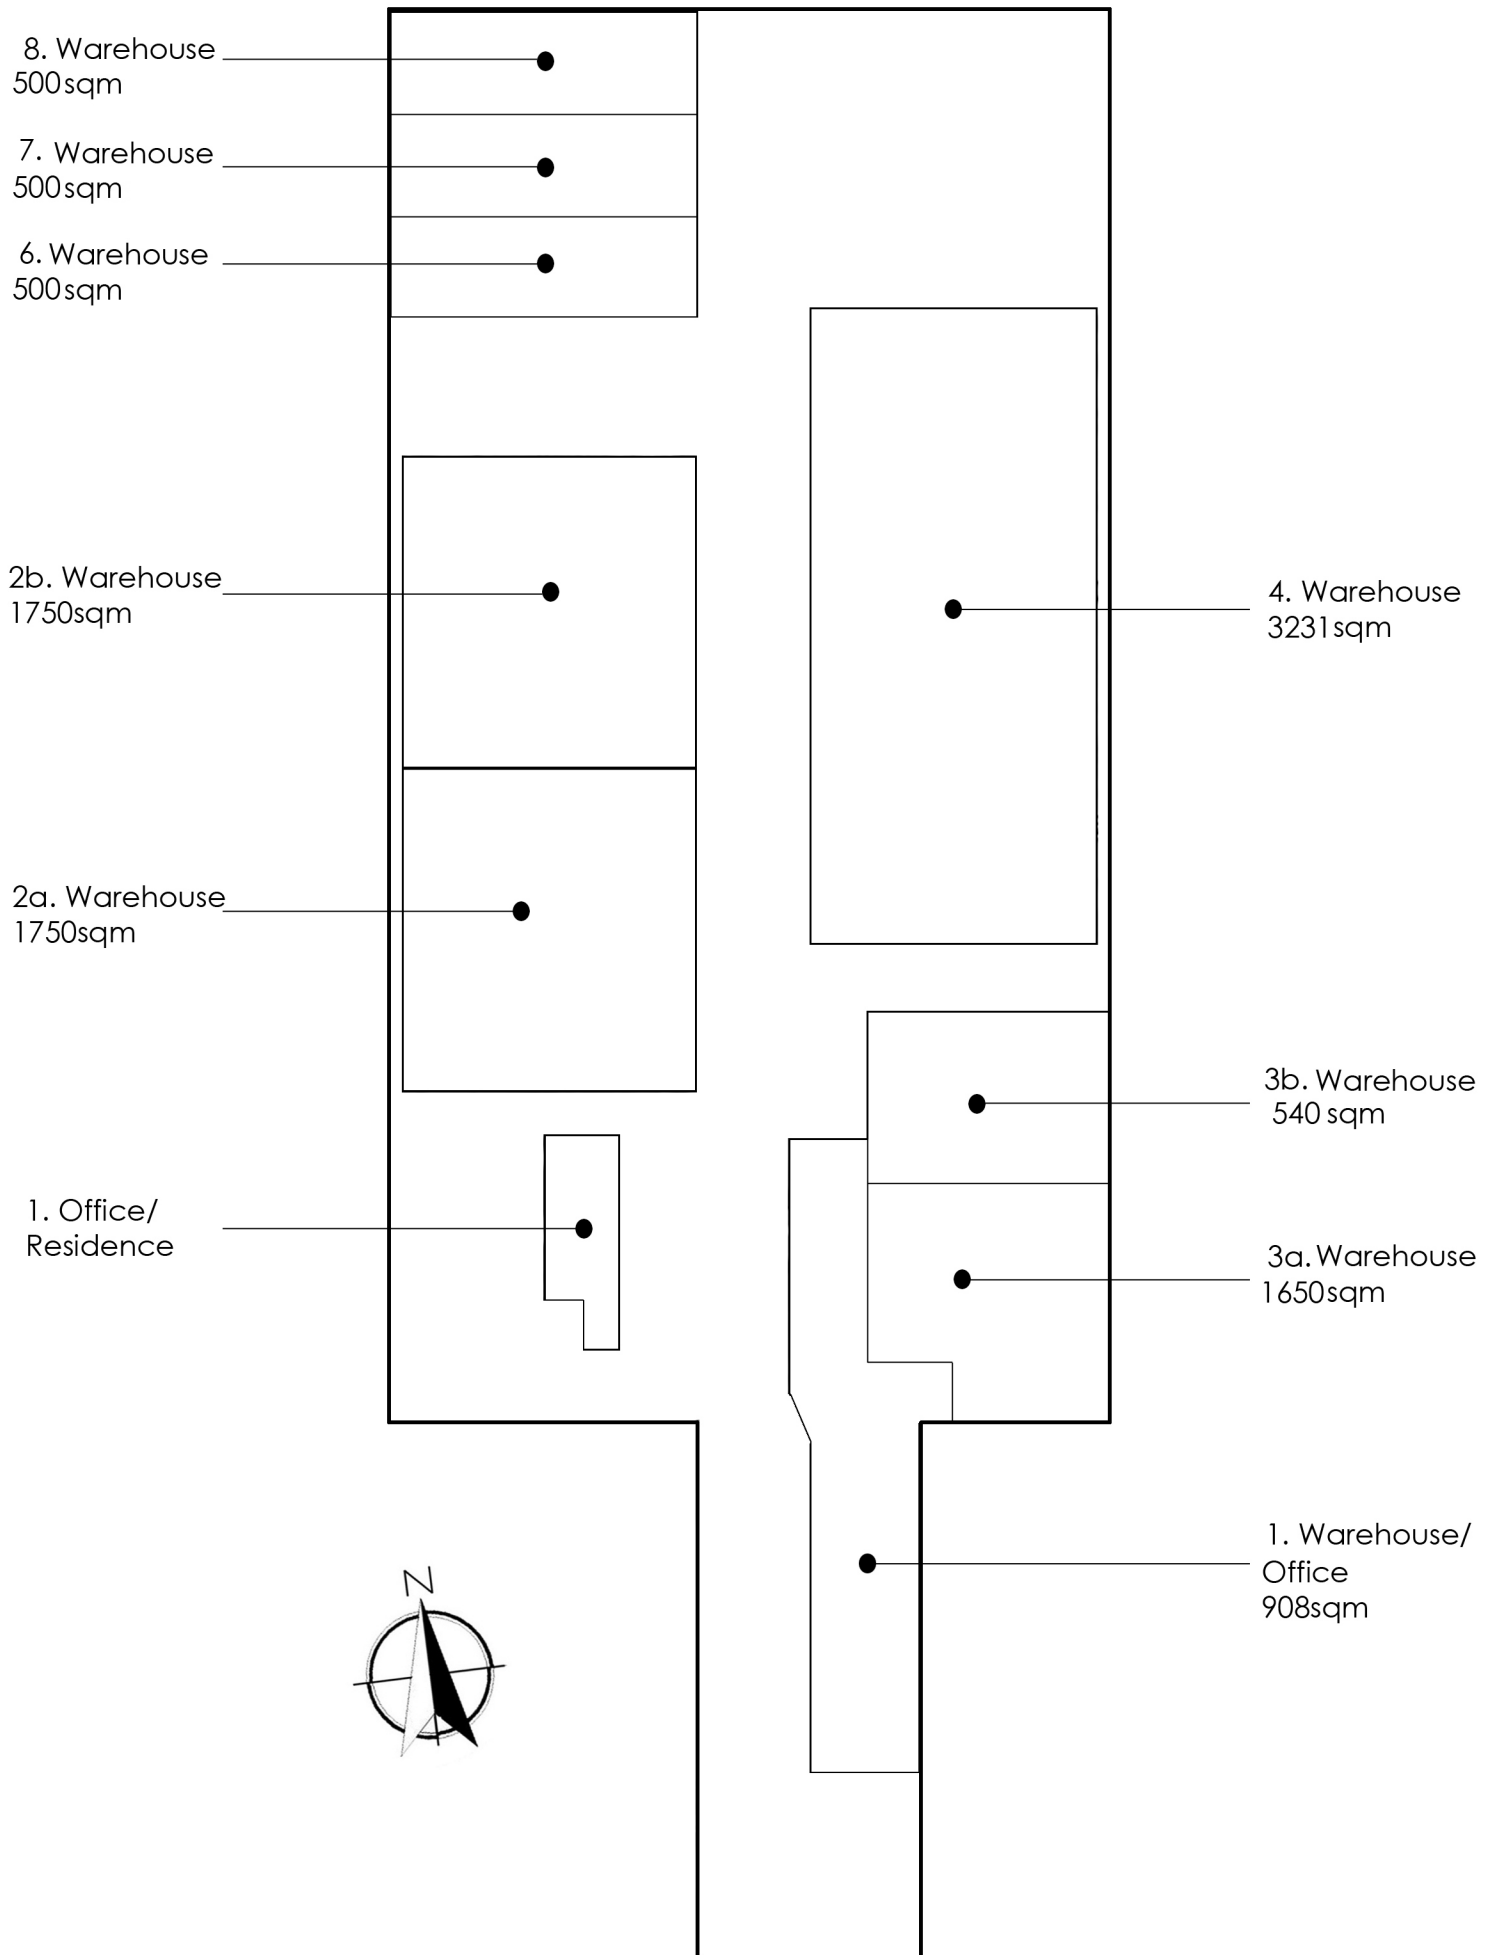 8. Warehouse
500sqm
7. Warehouse
500sqm
6. Warehouse
500sqm
2b. Warehouse
1750sqm
4. Warehouse
3231sqm
2a. Warehouse
1750sqm
3b. Warehouse
540 sqm
1. Office/
Residence
3a. Warehouse
1650sqm
1. Warehouse/
Office
908sqm
N